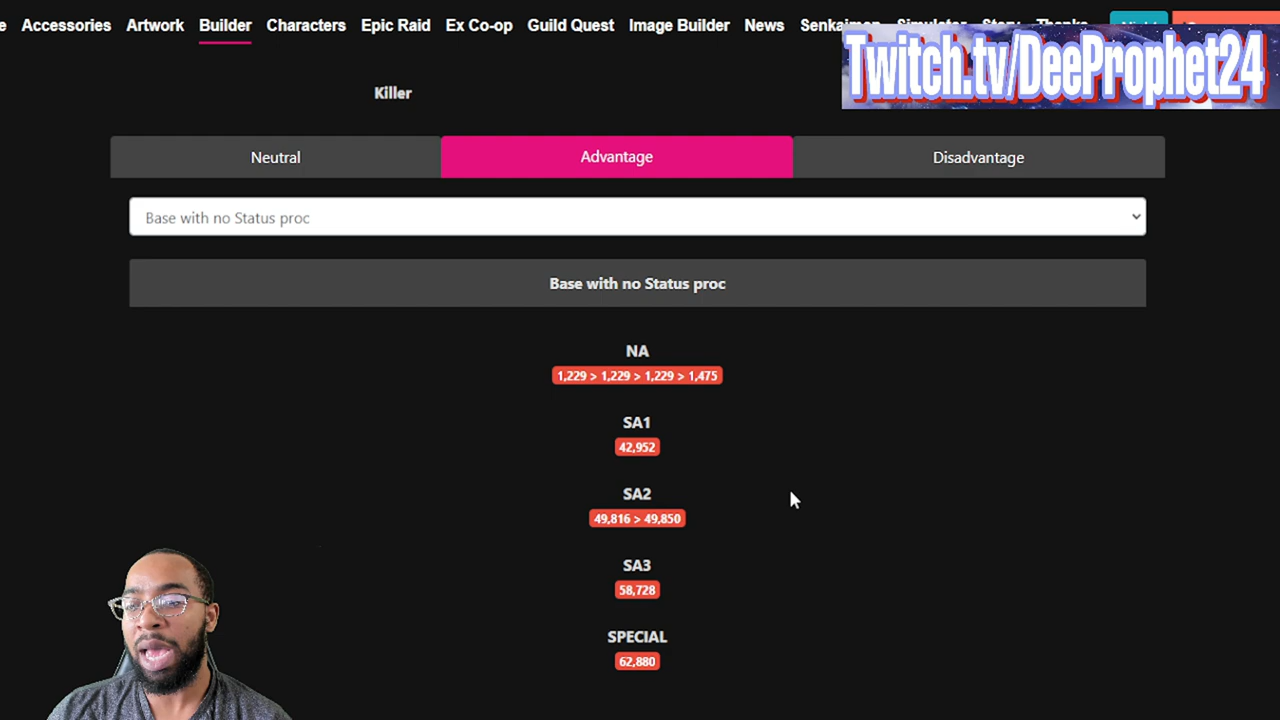 Accessories Artwork Builder Characters Epic Raid Ex Co-op Guild Quest Image Builder News
Twitch.tv/DeeProphet24
Killer
Neutral Advantage Disadvantage
Base with no Status proc
Base with no Status proc
NA
1,229 > 1,229 > 1,229 > 1,475
SA1
42,952
SA2
49,816 > 49,850
SA3
58,728
SPECIAL
62,880